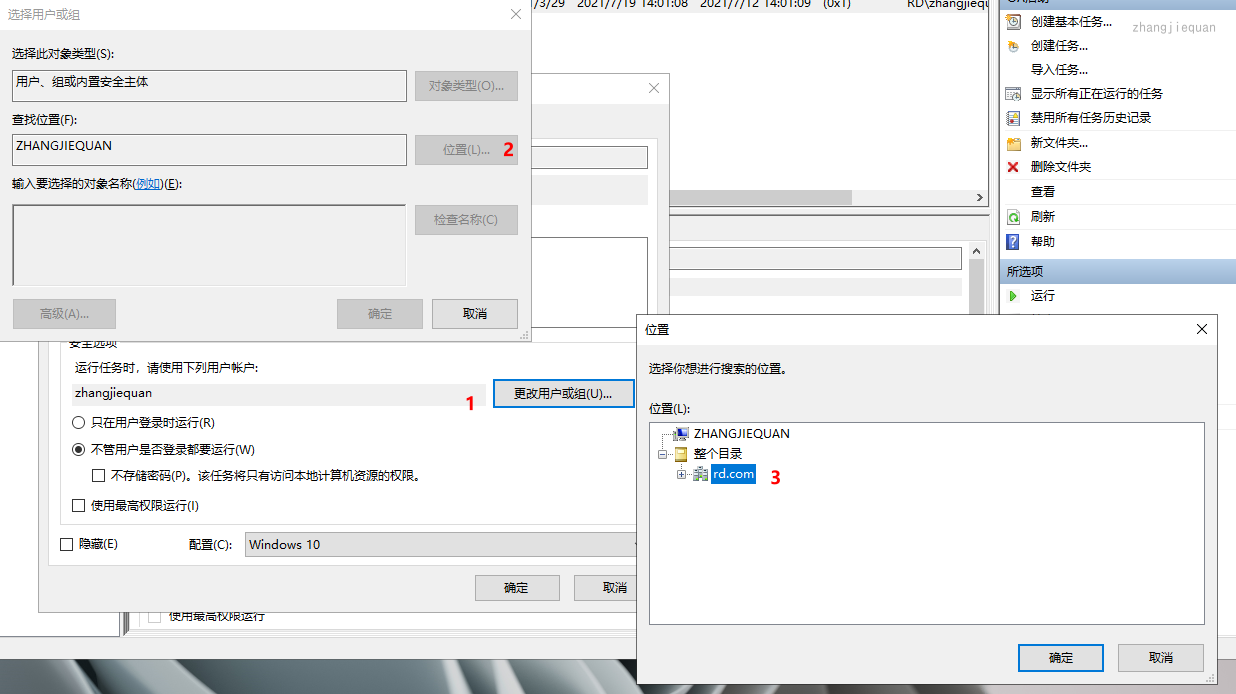 选择用户或组
选择此对象类型(S):
用户、组或内置安全主体
对象类型(O)...
查找位置(F):
ZHANGJIEQUAN
位置(L)...
2
输入要选择的对象名称(例如)(E):
检查名称(C)
高级(A)...
确定
取消
/3/29 2021/7/19 14:01:08 2021/7/12 14:01:09 (0x1)
创建基本任务...
zhangjiequan
创建任务...
导入任务...
显示所有正在运行的任务
禁用所有任务历史记录
新文件夹...
删除文件夹
查看
刷新
帮助
所选项
运行
安全选项
运行任务时，请使用下列用户帐户:
zhangjiequan
1
更改用户或组(U)...
只在用户登录时运行(R)
不管用户是否登录都要运行(W)
不存储密码(P)。该任务将只有访问本地计算机资源的权限。
使用最高权限运行(I)
隐藏(E)
配置(C):
Windows 10
确定
取消
使用最高权限运行
位置
选择你想进行搜索的位置。
位置(L):
ZHANGJIEQUAN
整个目录
rd.com
3
确定
取消